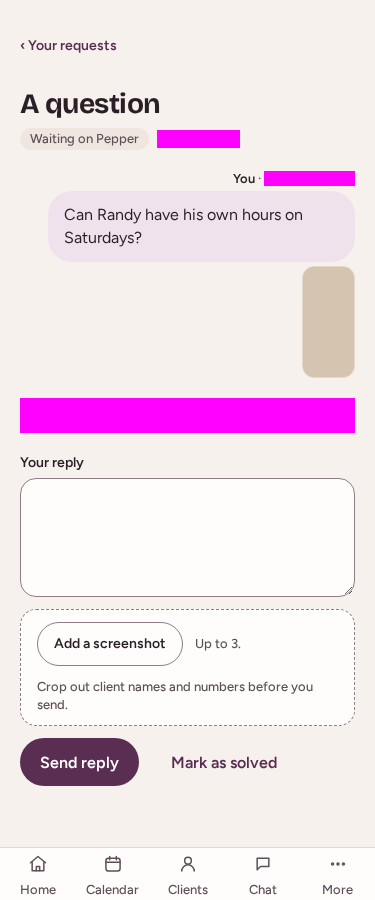 ‹ Your requests
A question
Waiting on Pepper
You ·
Can Randy have his own hours on
Saturdays?
Your reply
Add a screenshot
Up to 3.
Crop out client names and numbers before you
send.
Send reply
Mark as solved
Home
Calendar
Clients
Chat
More